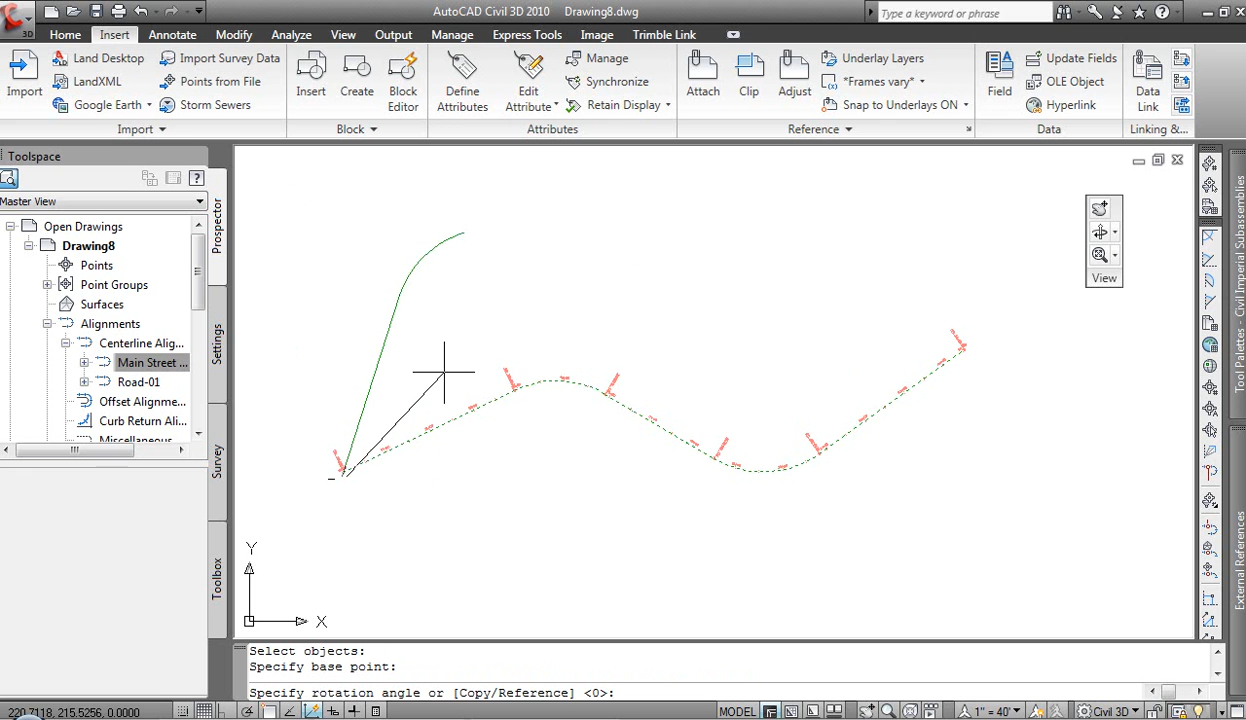 AutoCAD Civil 3D 2010 Drawing8.dwg
Type a keyword or phrase
3D
Home Insert Annotate Modify Analyze View Output Manage Express Tools Image Trimble Link
Import
Land Desktop
LandXML
Google Earth
Import Survey Data
Points from File
Storm Sewers
Import
Insert
Create
Block Editor
Block
Define Attributes
Edit Attribute
Manage
Synchronize
Retain Display
Attributes
Attach
Clip
Adjust
Underlay Layers
*Frames vary*
Snap to Underlays ON
Reference
Field
Update Fields
OLE Object
Hyperlink
Data
Data Link
Linking &...
Toolspace
Master View
Open Drawings
Drawing8
Points
Point Groups
Surfaces
Alignments
Centerline Alig...
Main Street ...
Road-01
Offset Alignme...
Curb Return Ali...
Miscellaneous
Prospector
Settings
Survey
Toolbox
View
Y
X
Tool Palettes - Civil Imperial Subassemblies
External References
Select objects:
Specify base point:
Specify rotation angle or [Copy/Reference] <0>:
220.7118, 215.5256, 0.0000
MODEL
1" = 40'
Civil 3D